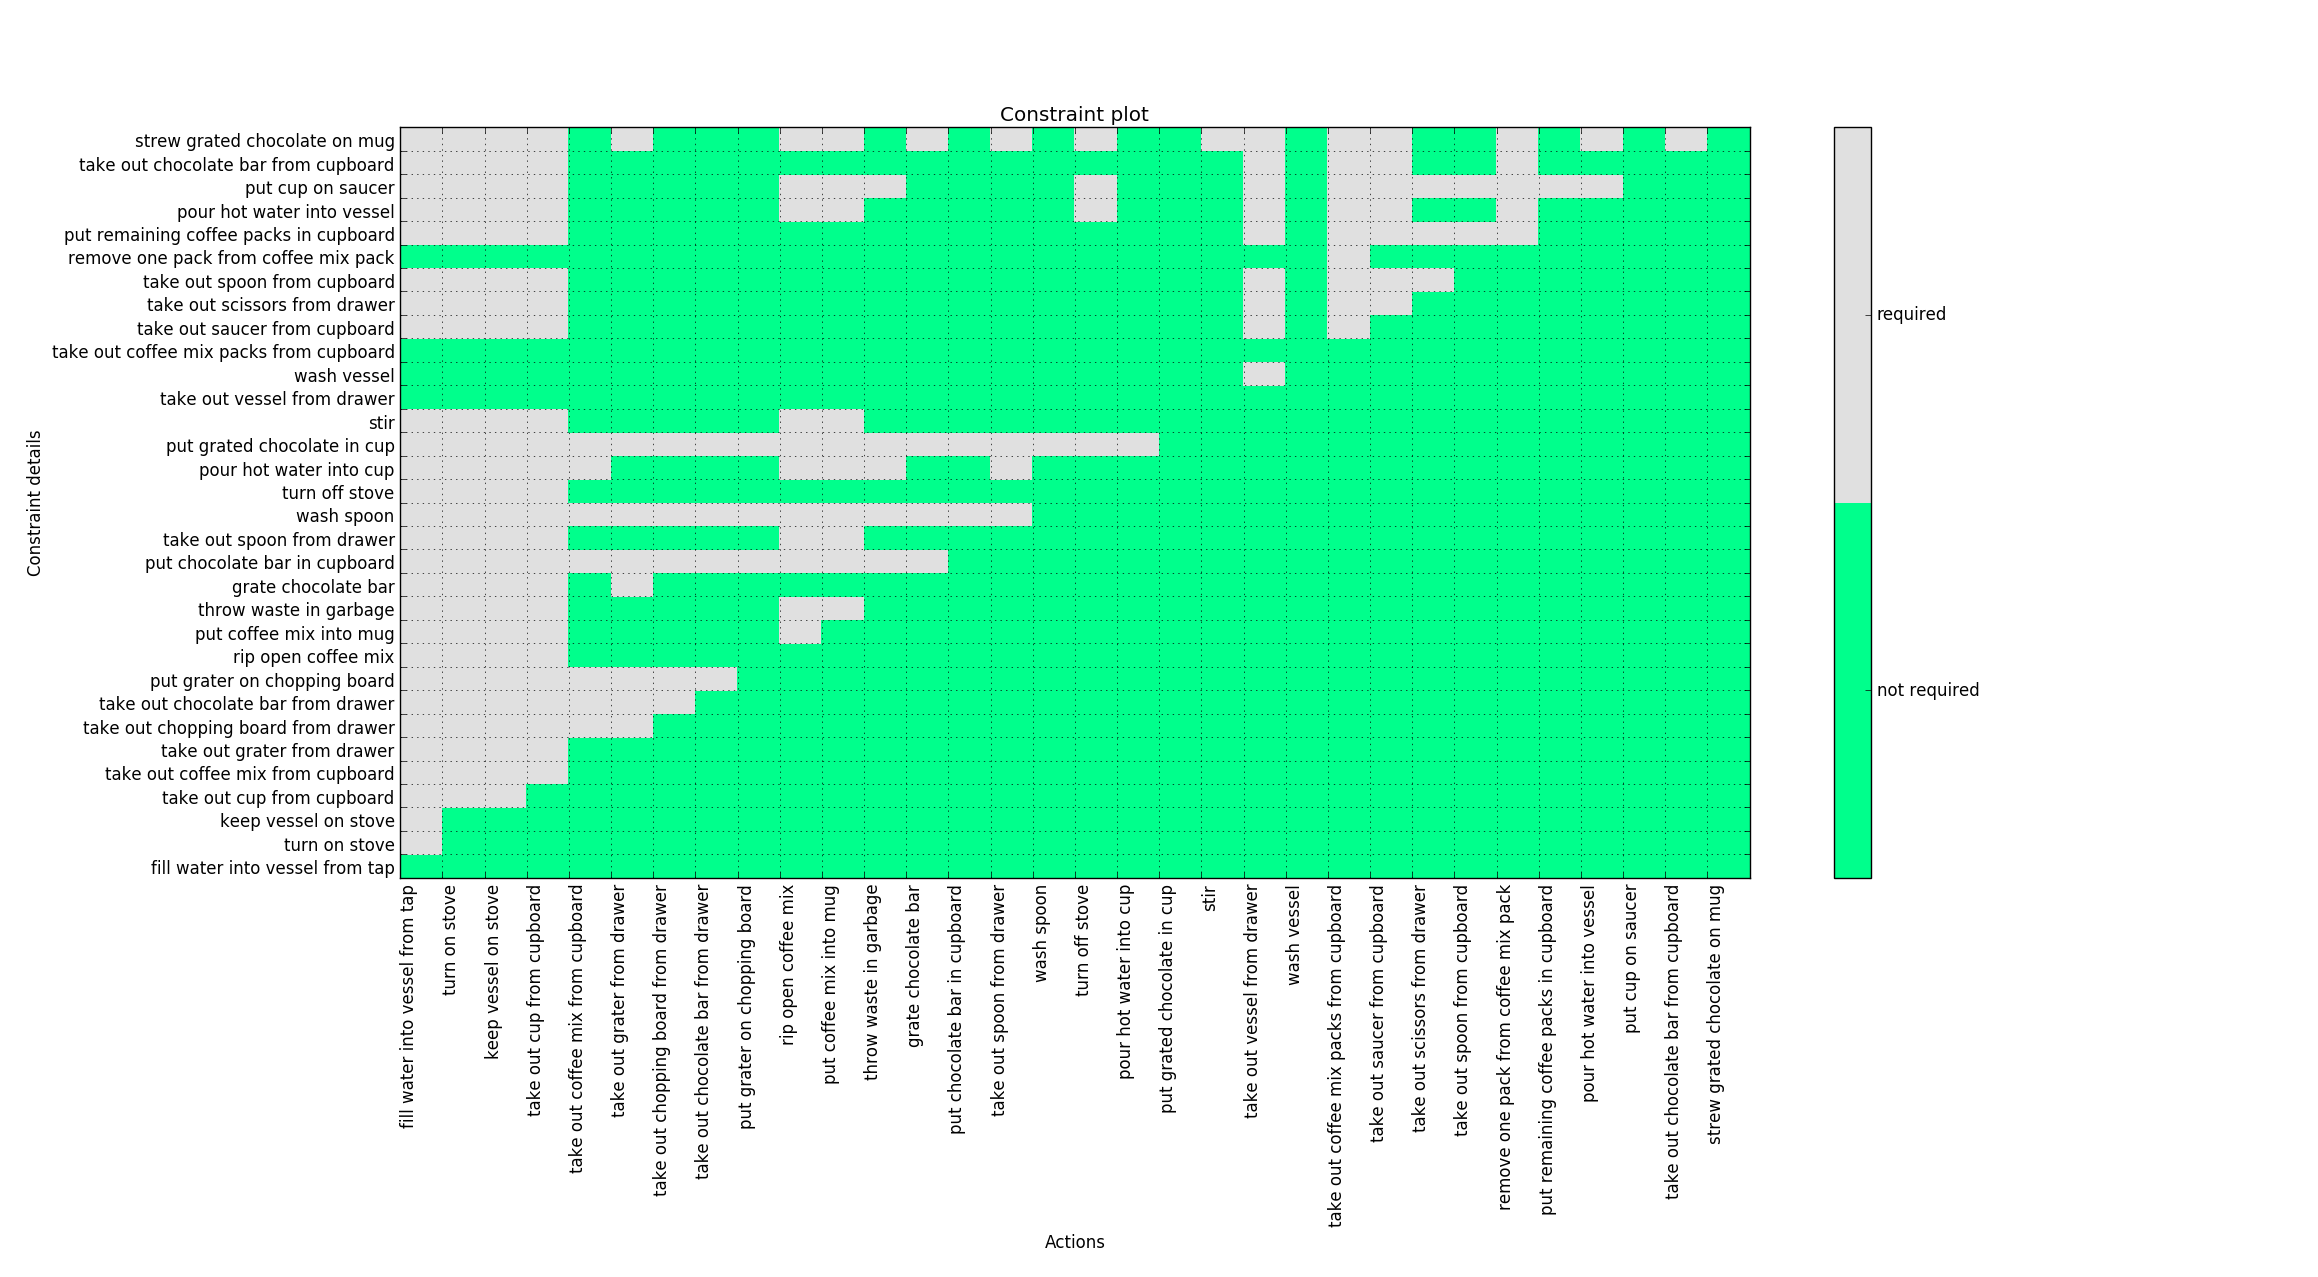 Constraint plot
strew grated chocolate on mug
take out chocolate bar from cupboard
put cup on saucer
pour hot water into vessel
put remaining coffee packs in cupboard
remove one pack from coffee mix pack
take out spoon from cupboard
take out scissors from drawer
take out saucer from cupboard
take out coffee mix packs from cupboard
wash vessel
take out vessel from drawer
stir
put grated chocolate in cup
pour hot water into cup
turn off stove
wash spoon
take out spoon from drawer
put chocolate bar in cupboard
grate chocolate bar
throw waste in garbage
put coffee mix into mug
rip open coffee mix
put grater on chopping board
take out chocolate bar from drawer
take out chopping board from drawer
take out grater from drawer
take out coffee mix from cupboard
take out cup from cupboard
keep vessel on stove
turn on stove
fill water into vessel from tap
Constraint details
required
not required
fill water into vessel from tap
turn on stove
keep vessel on stove
take out cup from cupboard
take out coffee mix from cupboard
take out grater from drawer
take out chopping board from drawer
take out chocolate bar from drawer
put grater on chopping board
rip open coffee mix
put coffee mix into mug
throw waste in garbage
grate chocolate bar
put chocolate bar in cupboard
take out spoon from drawer
wash spoon
turn off stove
pour hot water into cup
put grated chocolate in cup
stir
take out vessel from drawer
wash vessel
take out coffee mix packs from cupboard
take out saucer from cupboard
take out scissors from drawer
take out spoon from cupboard
remove one pack from coffee mix pack
put remaining coffee packs in cupboard
pour hot water into vessel
put cup on saucer
take out chocolate bar from cupboard
strew grated chocolate on mug
Actions